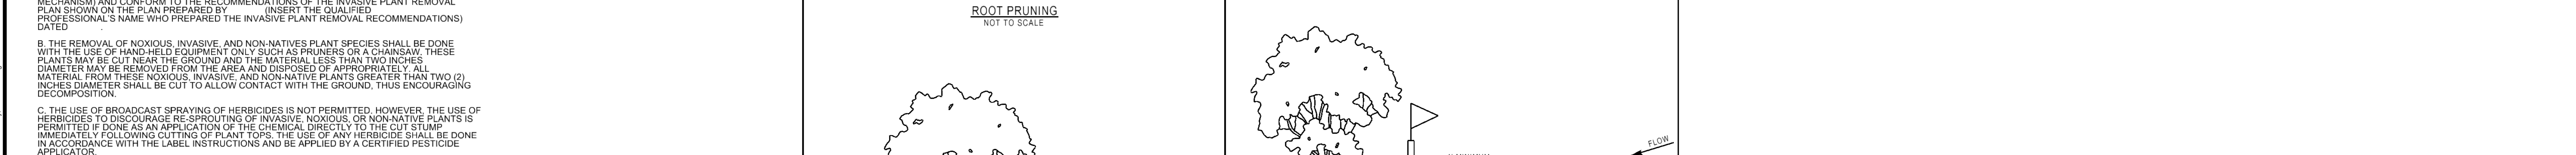 MECHANISM) AND CONFORM TO THE RECOMMENDATIONS OF THE INVASIVE PLANT REMOVAL
PLAN SHOWN ON THE PLAN PREPARED BY (INSERT THE QUALIFIED
PROFESSIONAL'S NAME WHO PREPARED THE INVASIVE PLANT REMOVAL RECOMMENDATIONS)
DATED .
B. THE REMOVAL OF NOXIOUS, INVASIVE, AND NON-NATIVES PLANT SPECIES SHALL BE DONE
WITH THE USE OF HAND-HELD EQUIPMENT ONLY SUCH AS PRUNERS OR A CHAINSAW. THESE
PLANTS MAY BE CUT NEAR THE GROUND AND THE MATERIAL LESS THAN TWO INCHES
DIAMETER MAY BE REMOVED FROM THE AREA AND DISPOSED OF APPROPRIATELY. ALL
MATERIAL FROM THESE NOXIOUS, INVASIVE, AND NON-NATIVE PLANTS GREATER THAN TWO (2)
INCHES DIAMETER SHALL BE CUT TO ALLOW CONTACT WITH THE GROUND, THUS ENCOURAGING
DECOMPOSITION.
C. THE USE OF BROADCAST SPRAYING OF HERBICIDES IS NOT PERMITTED. HOWEVER, THE USE OF
HERBICIDES TO DISCOURAGE RE-SPROUTING OF INVASIVE, NOXIOUS, OR NON-NATIVE PLANTS IS
PERMITTED IF DONE AS AN APPLICATION OF THE CHEMICAL DIRECTLY TO THE CUT STUMP
IMMEDIATELY FOLLOWING CUTTING OF PLANT TOPS. THE USE OF ANY HERBICIDE SHALL BE DONE
IN ACCORDANCE WITH THE LABEL INSTRUCTIONS AND BE APPLIED BY A CERTIFIED PESTICIDE
APPLICATOR.
ROOT PRUNING
NOT TO SCALE
FLOW